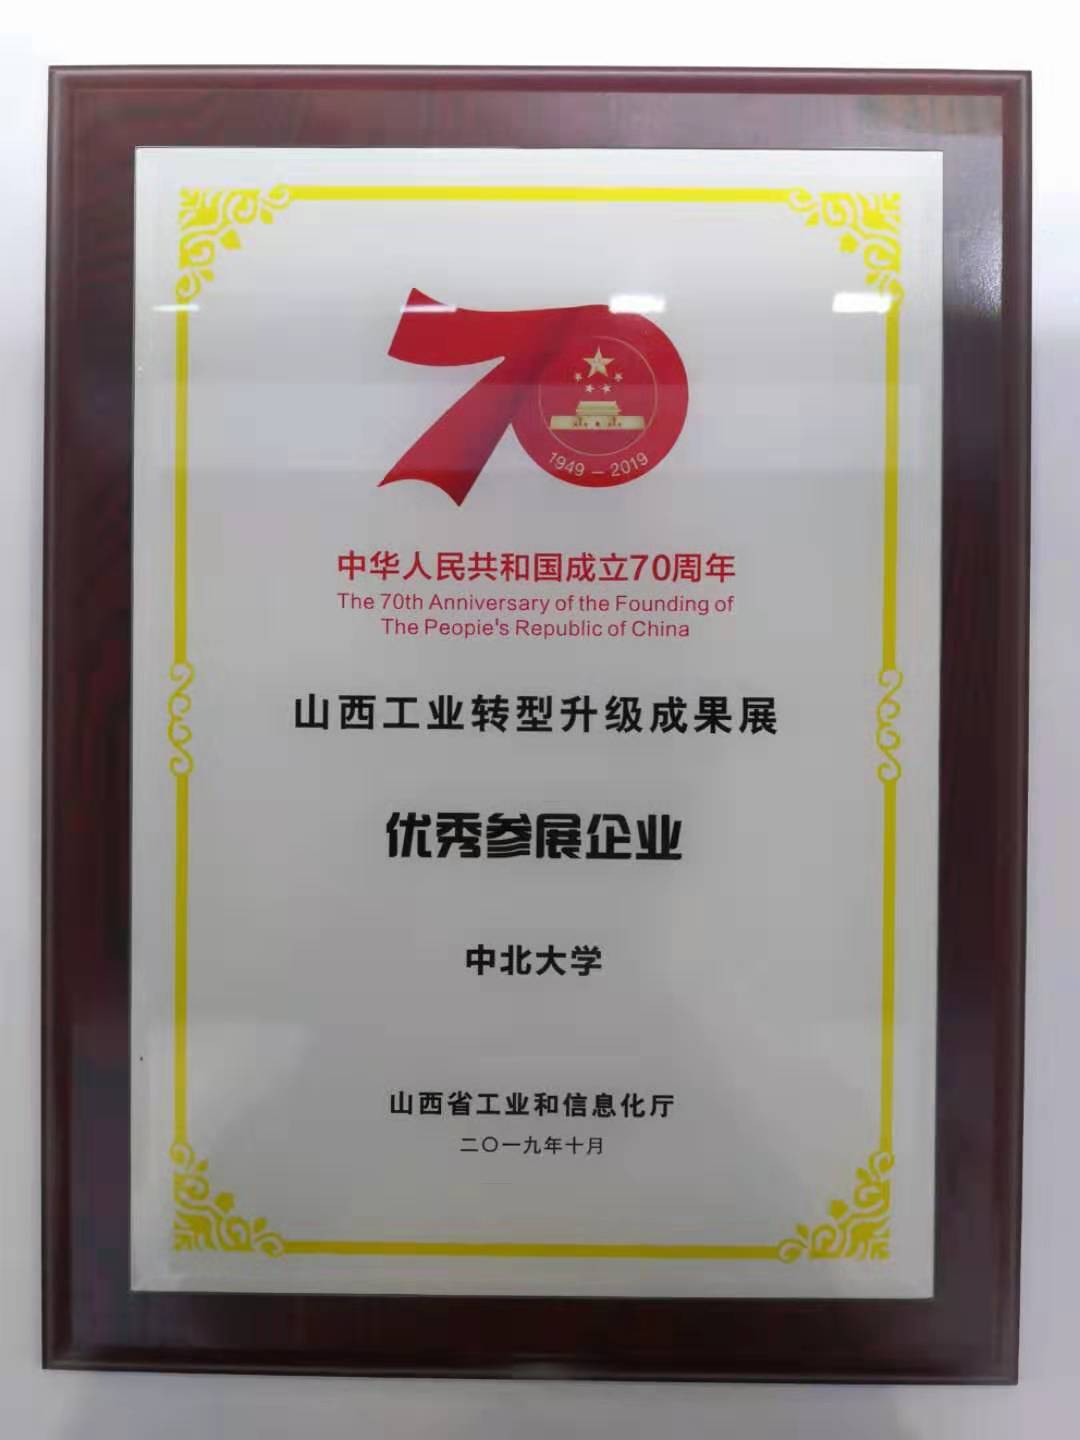 70
1949 – 2019
中华人民共和国成立70周年
The 70th Anniversary of the Founding of
The Peopie's Republic of China
山西工业转型升级成果展
优秀参展企业
中北大学
山西省工业和信息化厅
二〇一九年十月